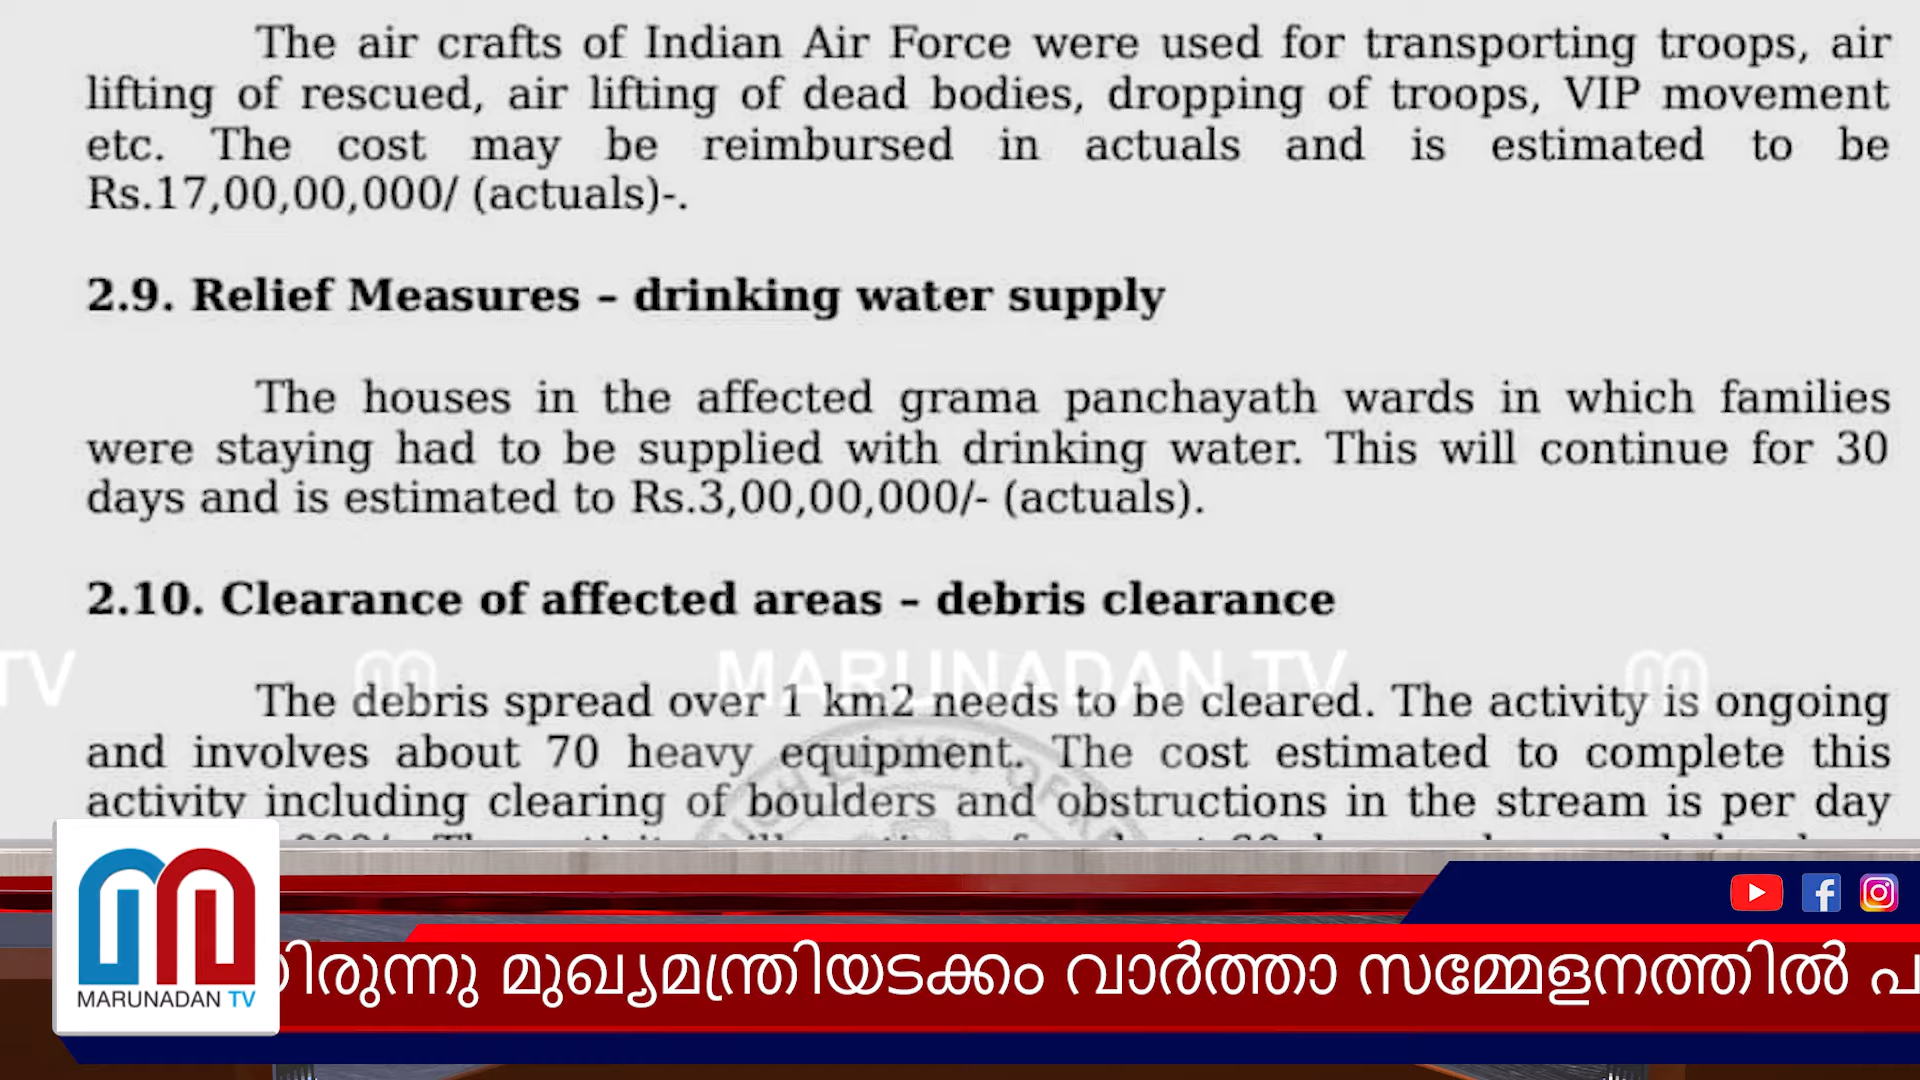 The air crafts of Indian Air Force were used for transporting troops, air
lifting of rescued, air lifting of dead bodies, dropping of troops, VIP movement
etc. The cost may be reimbursed in actuals and is estimated to be
Rs.17,00,00,000/ (actuals)-.
2.9. Relief Measures – drinking water supply
The houses in the affected grama panchayath wards in which families
were staying had to be supplied with drinking water. This will continue for 30
days and is estimated to Rs.3,00,00,000/- (actuals).
2.10. Clearance of affected areas – debris clearance
TV MARUNADAN TV
The debris spread over 1 km2 needs to be cleared. The activity is ongoing
and involves about 70 heavy equipment. The cost estimated to complete this
activity including clearing of boulders and obstructions in the stream is per day
മുഖ്യമന്ത്രിയടക്കം വാർത്താ സമ്മേളനത്തിൽ
MARUNADAN TV